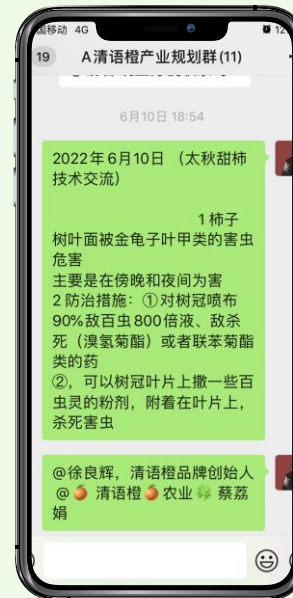 国移动 4G
12
19
A清语橙产业规划群(11)
6月10日 18:54
2022年6月10日 （太秋甜柿
技术交流）
1 柿子
树叶面被金龟子叶甲类的害虫
危害
主要是在傍晚和夜间为害
2 防治措施：①对树冠喷布
90%敌百虫800倍液、敌杀
死（溴氢菊酯）或者联苯菊酯
类的药
②，可以树冠叶片上撒一些百
虫灵的粉剂，附着在叶片上，
杀死害虫
@徐良辉，清语橙品牌创始人
@🍊 清语橙🍊农业🍀 蔡荔
娟